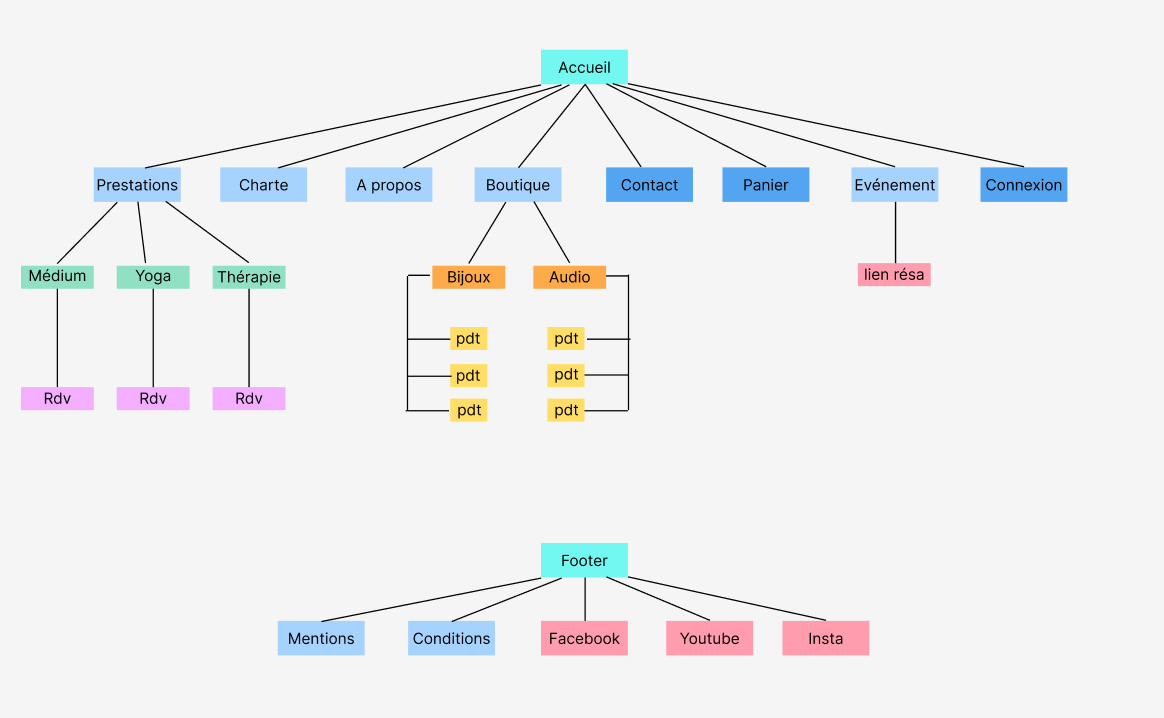 Accueil
Prestations
Charte
A propos
Boutique
Contact
Panier
Evénement
Connexion
Médium
Yoga
Thérapie
Bijoux
Audio
lien résa
pdt
pdt
pdt
pdt
Rdv
Rdv
Rdv
pdt
pdt
Footer
Mentions
Conditions
Facebook
Youtube
Insta